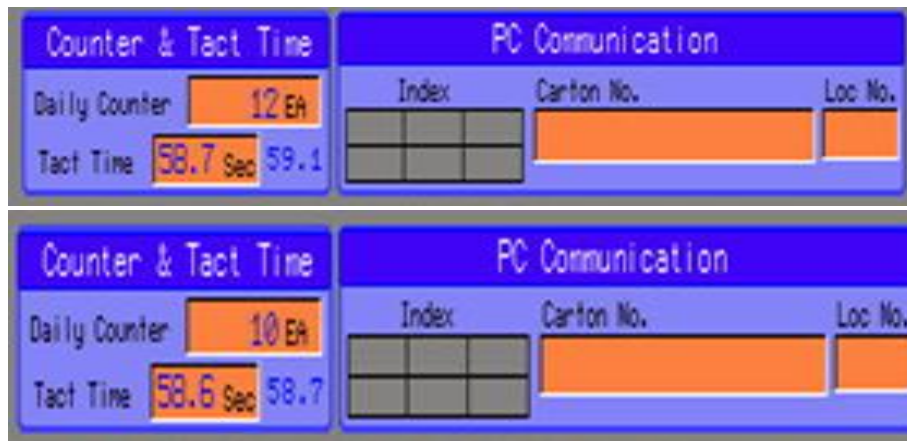 Counter & Tact Time
PC Communication
Index Carton No. Loc No.
Daily Counter 12 EA
Tact Time 58.7 Sec 59.1
Counter & Tact Time
PC Communication
Index Carton No. Loc No.
Daily Counter 10 EA
Tact Time 58.6 Sec 58.7